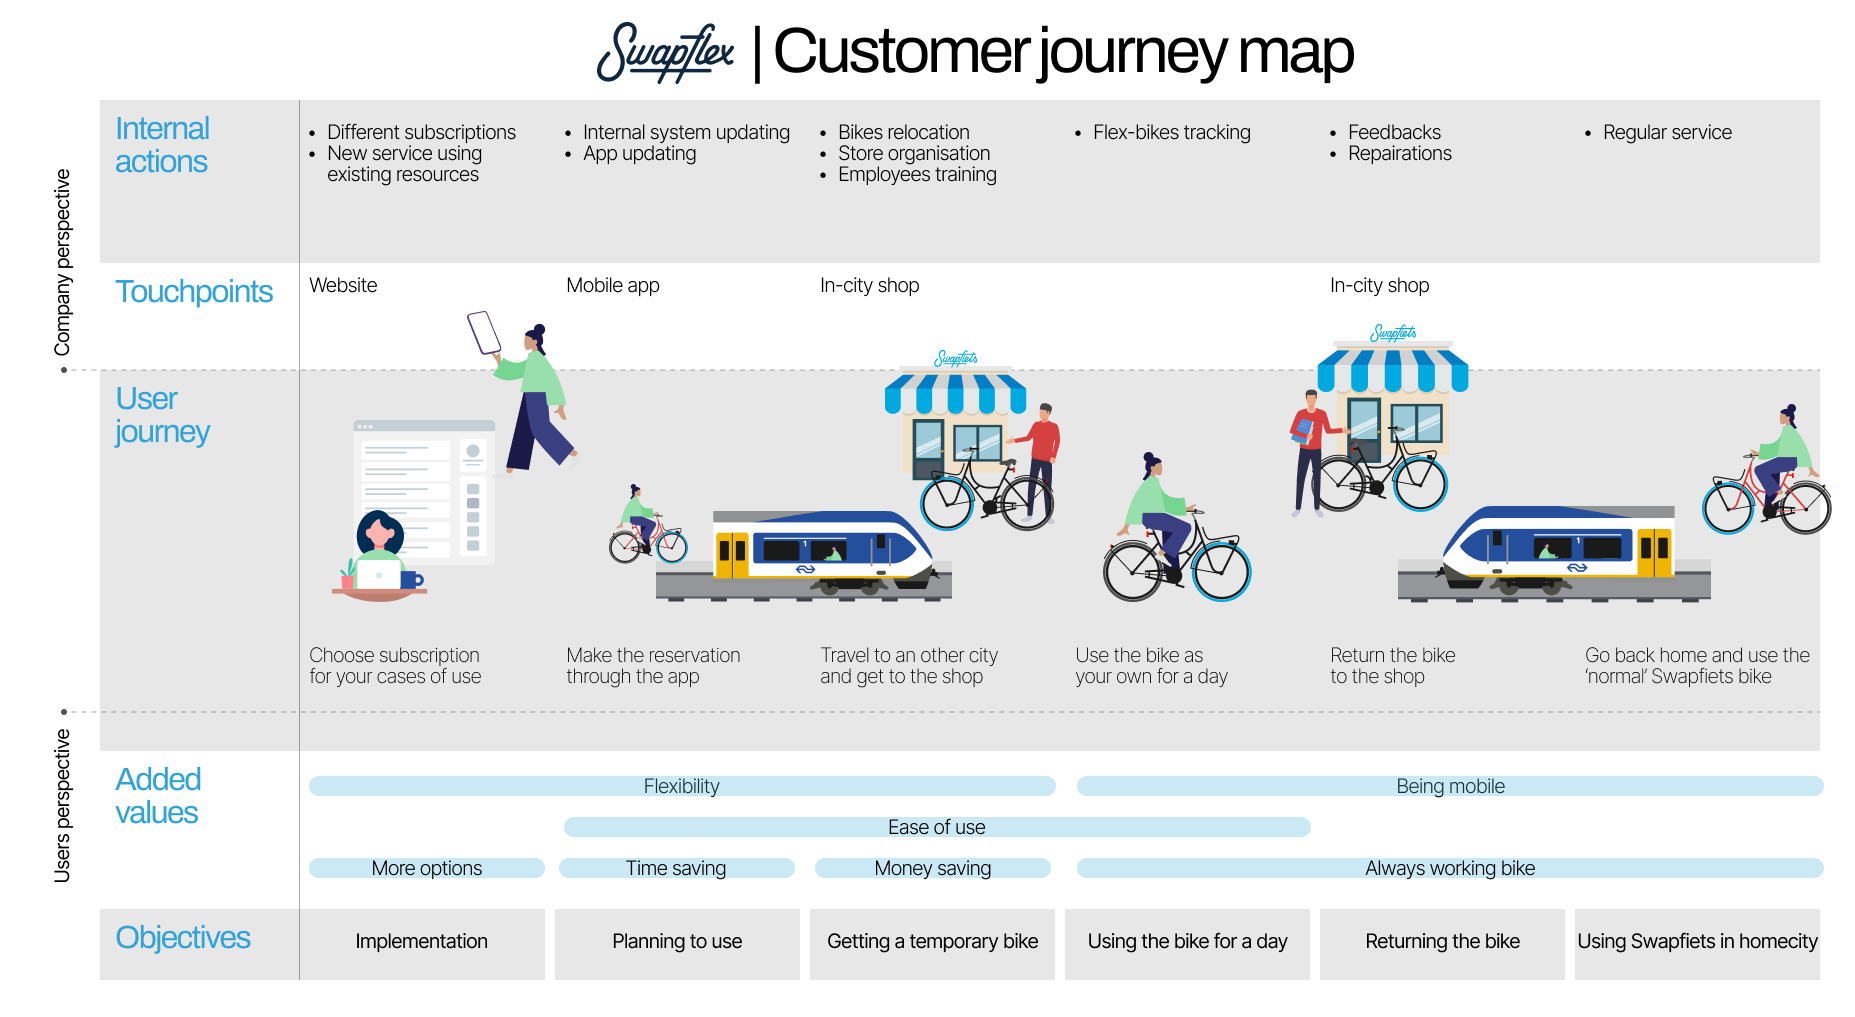 Swapflex | Customer journey map
Company perspective
Users perspective
Internal
actions
• Different subscriptions
• New service using
existing resources
• Internal system updating
• App updating
• Bikes relocation
• Store organisation
• Employees training
• Flex-bikes tracking
• Feedbacks
• Repairations
• Regular service
Touchpoints
Website
Mobile app
In-city shop
In-city shop
User
journey
Swapfiets
Swapfiets
1
1
Choose subscription
for your cases of use
Make the reservation
through the app
Travel to an other city
and get to the shop
Use the bike as
your own for a day
Return the bike
to the shop
Go back home and use the
‘normal’ Swapfiets bike
Added
values
Flexibility
Being mobile
Ease of use
More options
Time saving
Money saving
Always working bike
Objectives
Implementation
Planning to use
Getting a temporary bike
Using the bike for a day
Returning the bike
Using Swapfiets in homecity